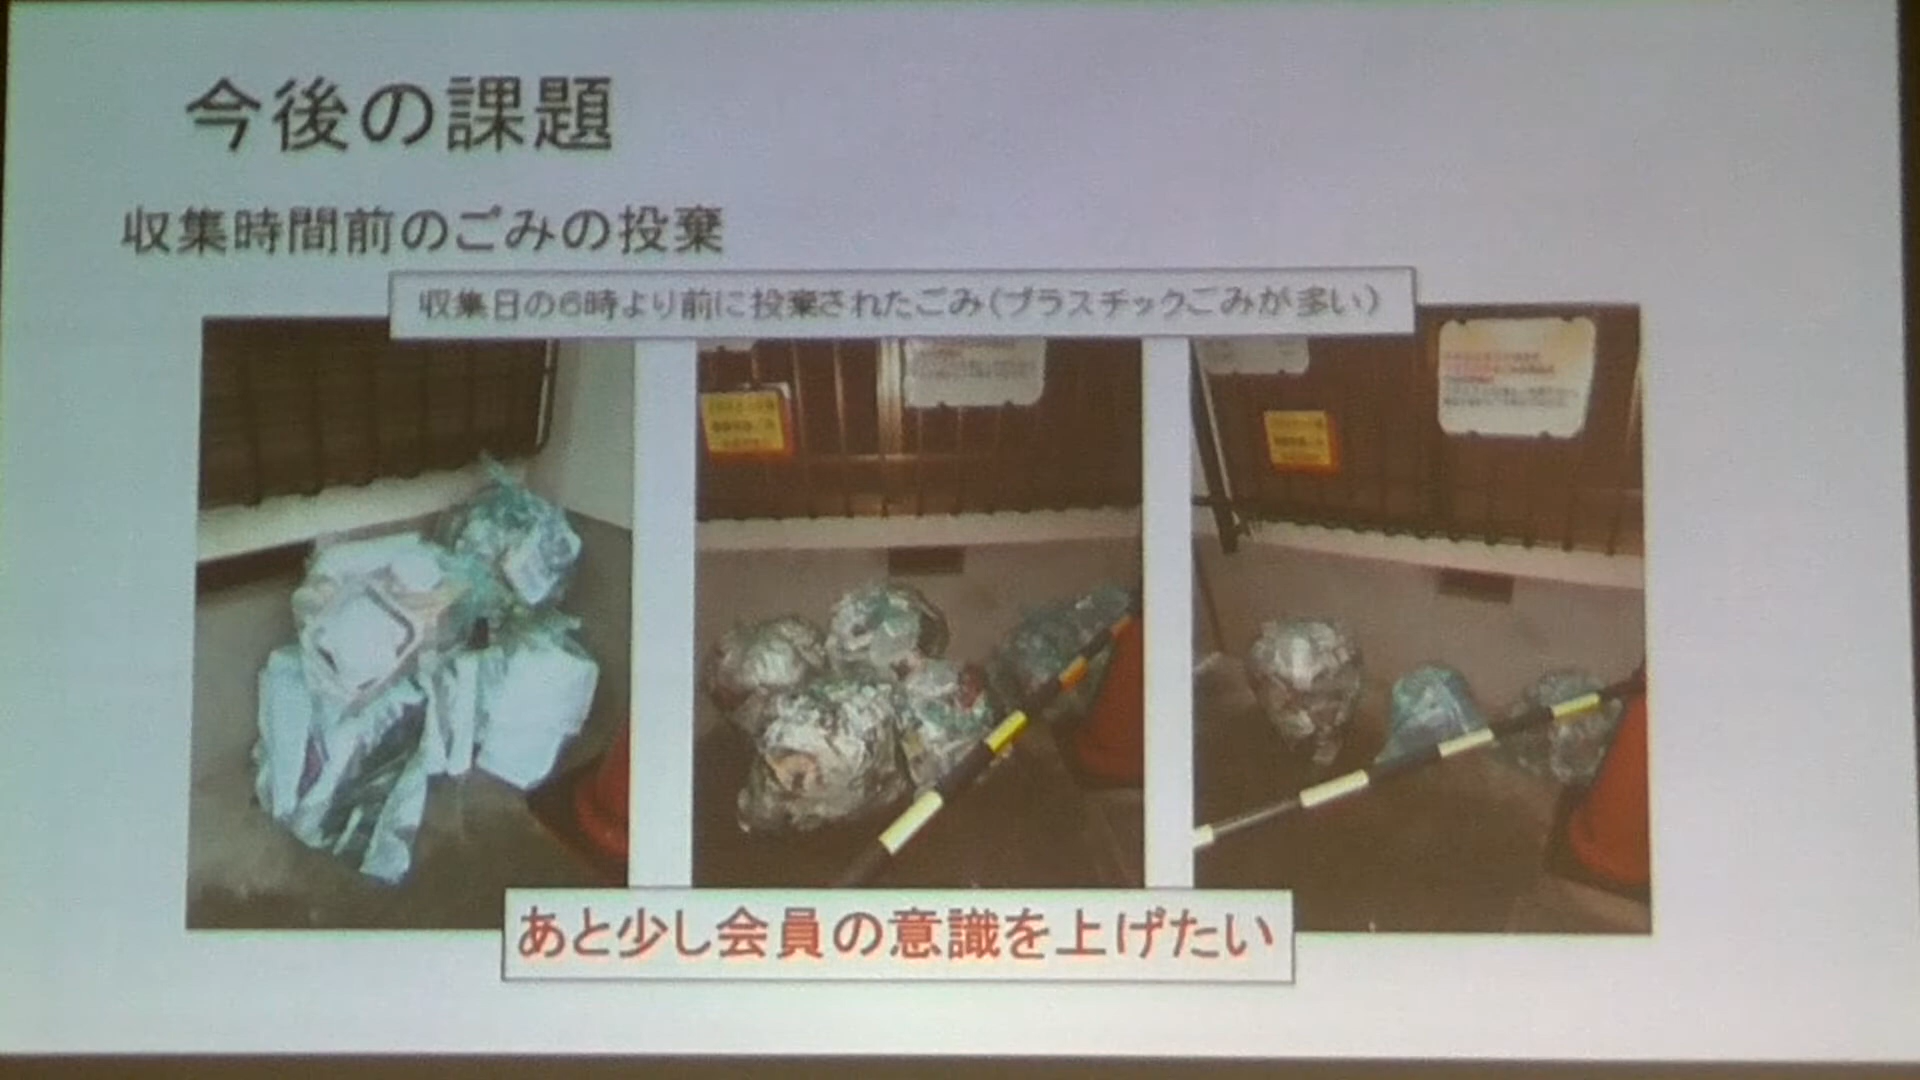 今後の課題
収集時間前のごみの投棄
収集日の6時より前に投棄されたごみ(プラスチックごみが多い)
あと少し会員の意識を上げたい